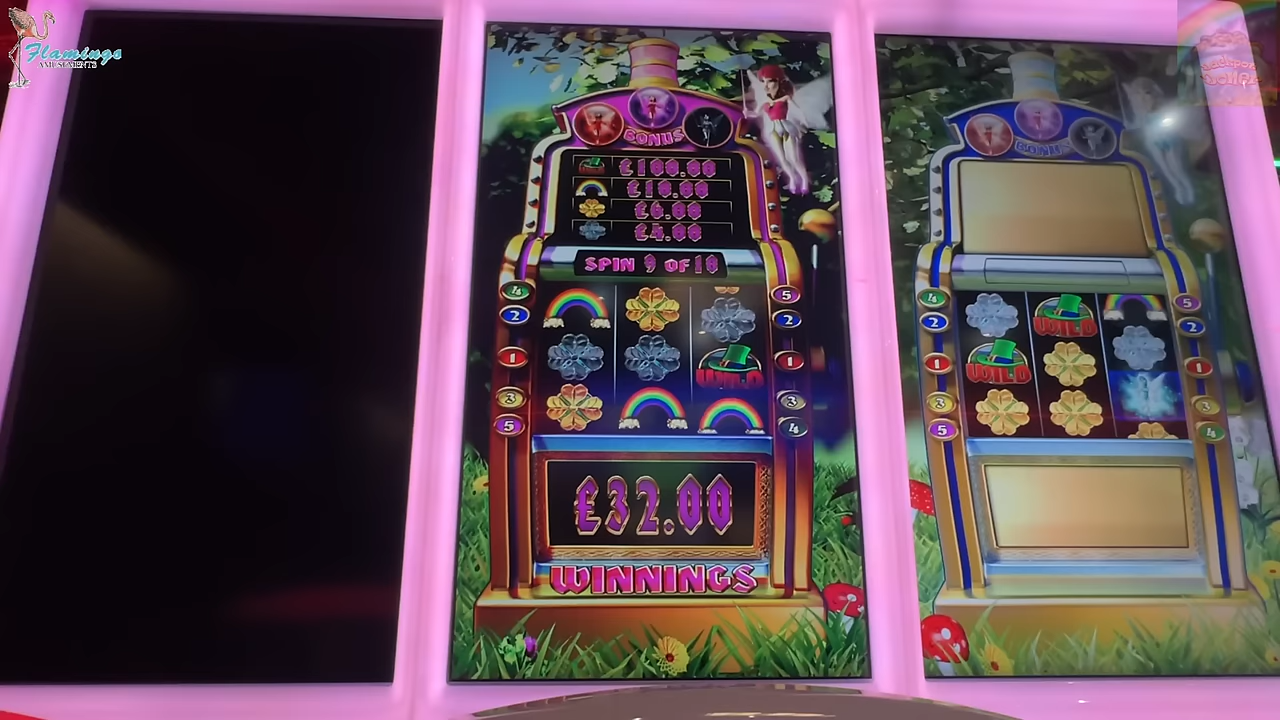 Flamingo
AMUSEMENTS
BONUS
£100.00
£10.00
£6.00
£4.00
SPIN 9 OF 10
4 5
2 2
WILD
1 1
3 3
5 4
£32.00
WINNINGS
BONUS
WILD
4 5
2 2
WILD
1 1
3 3
5 4